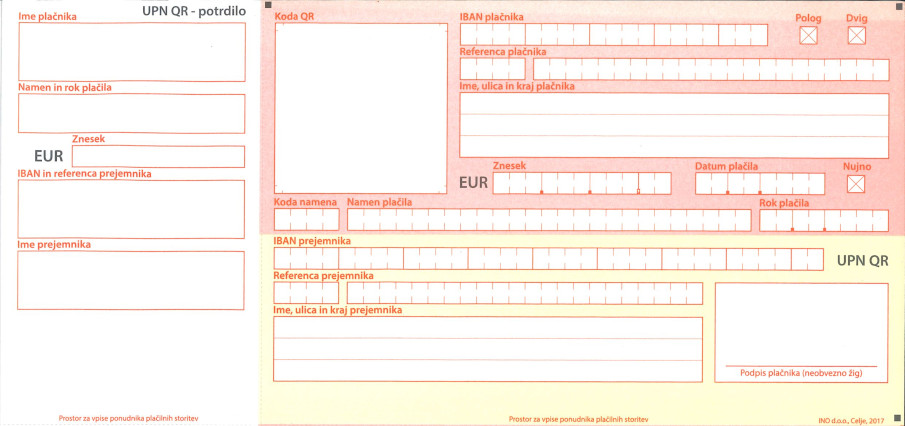 UPN QR - potrdilo
Ime plačnika
Namen in rok plačila
Znesek
EUR
IBAN in referenca prejemnika
Ime prejemnika
Prostor za vpise ponudnika plačilnih storitev
Koda QR
IBAN plačnika
Polog
Dvig
Referenca plačnika
Ime, ulica in kraj plačnika
Znesek
Datum plačila
Nujno
EUR
Koda namena
Namen plačila
Rok plačila
IBAN prejemnika
UPN QR
Referenca prejemnika
Ime, ulica in kraj prejemnika
Podpis plačnika (neobvezno žig)
Prostor za vpise ponudnika plačilnih storitev
INO d.o.o., Celje, 2017